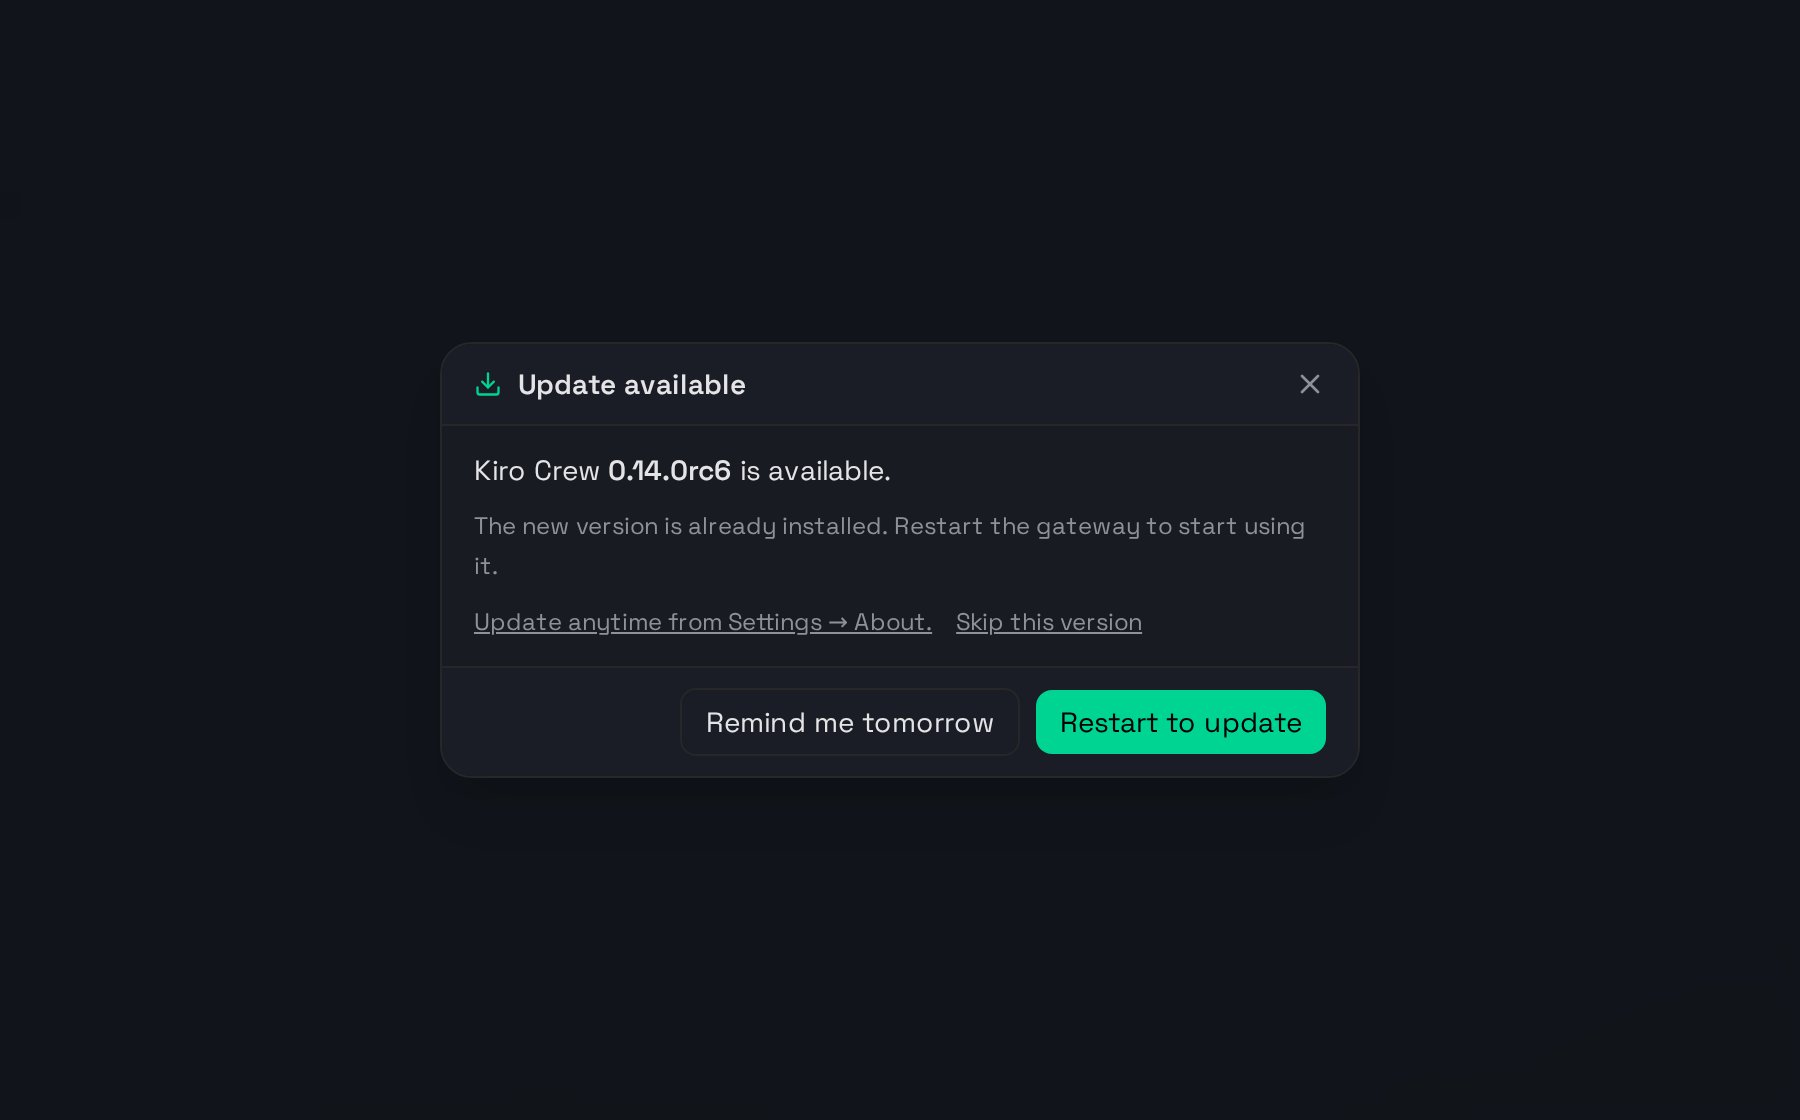 Update available
Kiro Crew 0.14.0rc6 is available.
The new version is already installed. Restart the gateway to start using
it.
Update anytime from Settings → About. Skip this version
Remind me tomorrow Restart to update